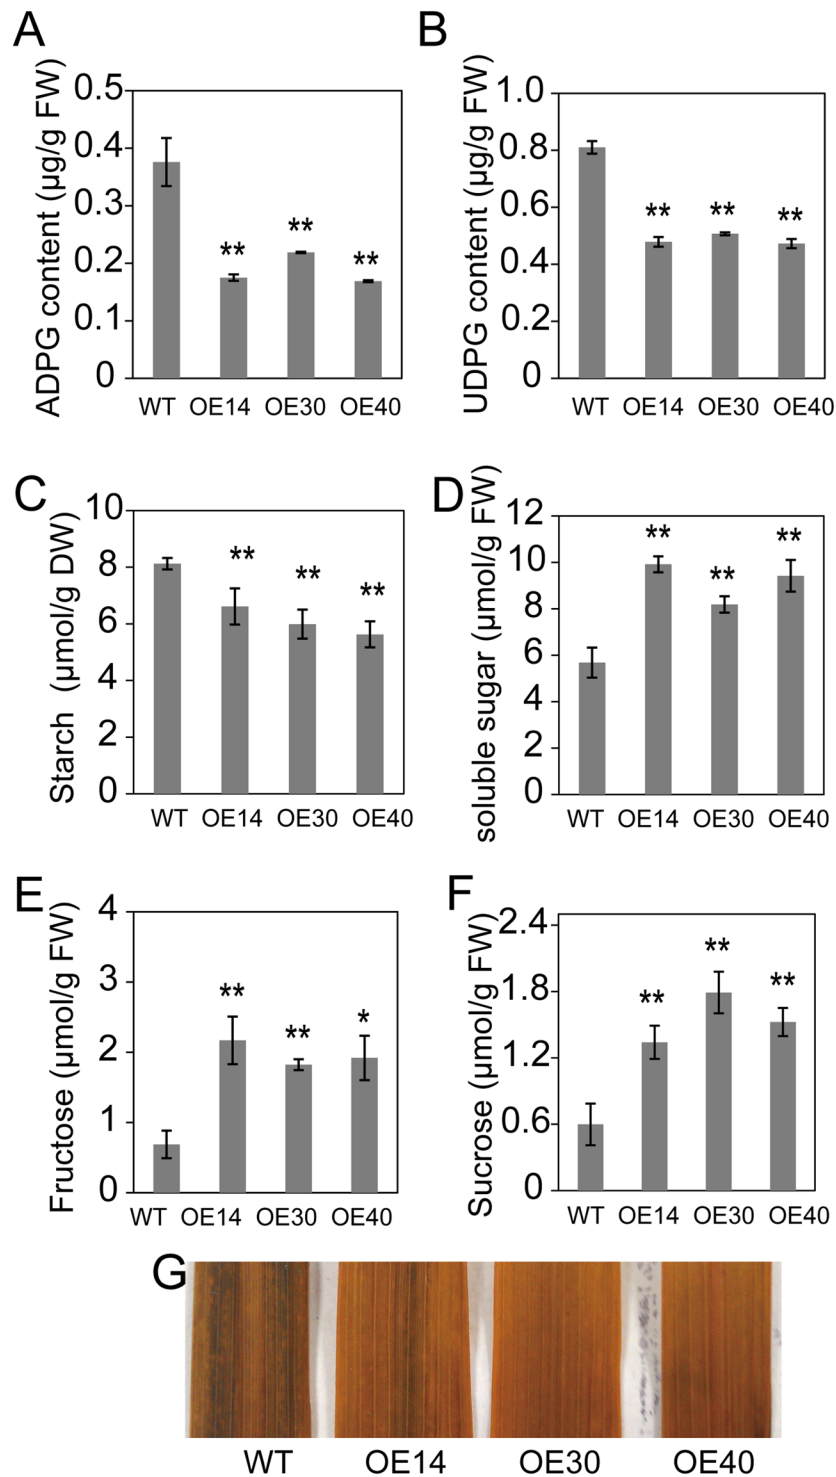 A
ADPG content (µg/g FW)
0.5
0.4
0.3
0.2
0.1
0
**
**
**
WT OE14 OE30 OE40
B
UDPG content (µg/g FW)
1.0
0.8
0.6
0.4
0.2
0
**
**
**
WT OE14 OE30 OE40
C
Starch (µmol/g DW)
10
8
6
4
2
0
**
**
**
WT OE14 OE30 OE40
D
soluble sugar (µmol/g FW)
12
10
8
6
4
2
0
**
**
**
WT OE14 OE30 OE40
E
Fructose (µmol/g FW)
4
3
2
1
0
**
**
*
WT OE14 OE30 OE40
F
Sucrose (µmol/g FW)
2.4
1.8
1.2
0.6
0
**
**
**
WT OE14 OE30 OE40
G
WT OE14 OE30 OE40